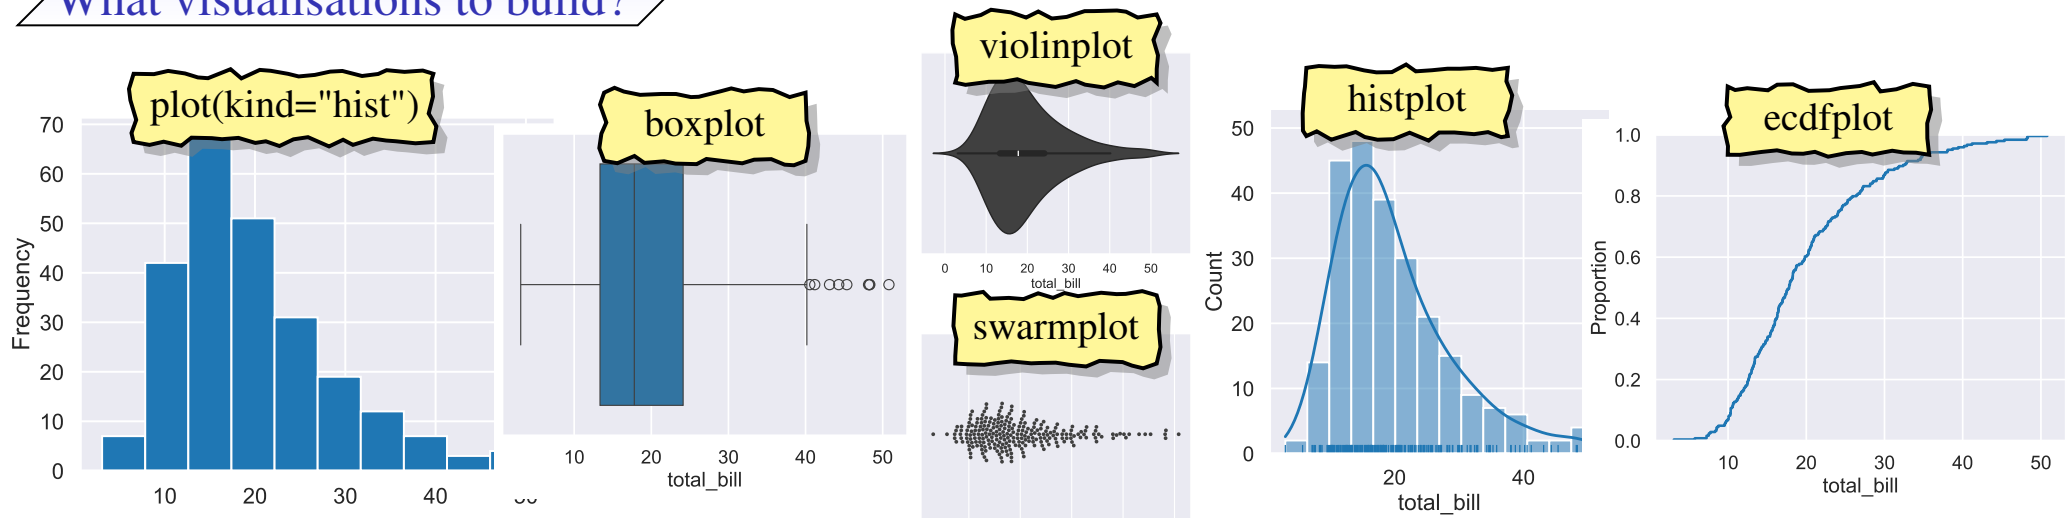 What visualisations to build?
plot(kind="hist")
70
60
50
40
30
20
10
0
Frequency
10 20 30 40
boxplot
10 20 30 40 50
total_bill
violinplot
0 10 20 30 40 50
total_bill
swarmplot
histplot
50
40
30
20
10
0
Count
20 40
total_bill
ecdfplot
1.0
0.8
0.6
0.4
0.2
0.0
Proportion
10 20 30 40 50
total_bill